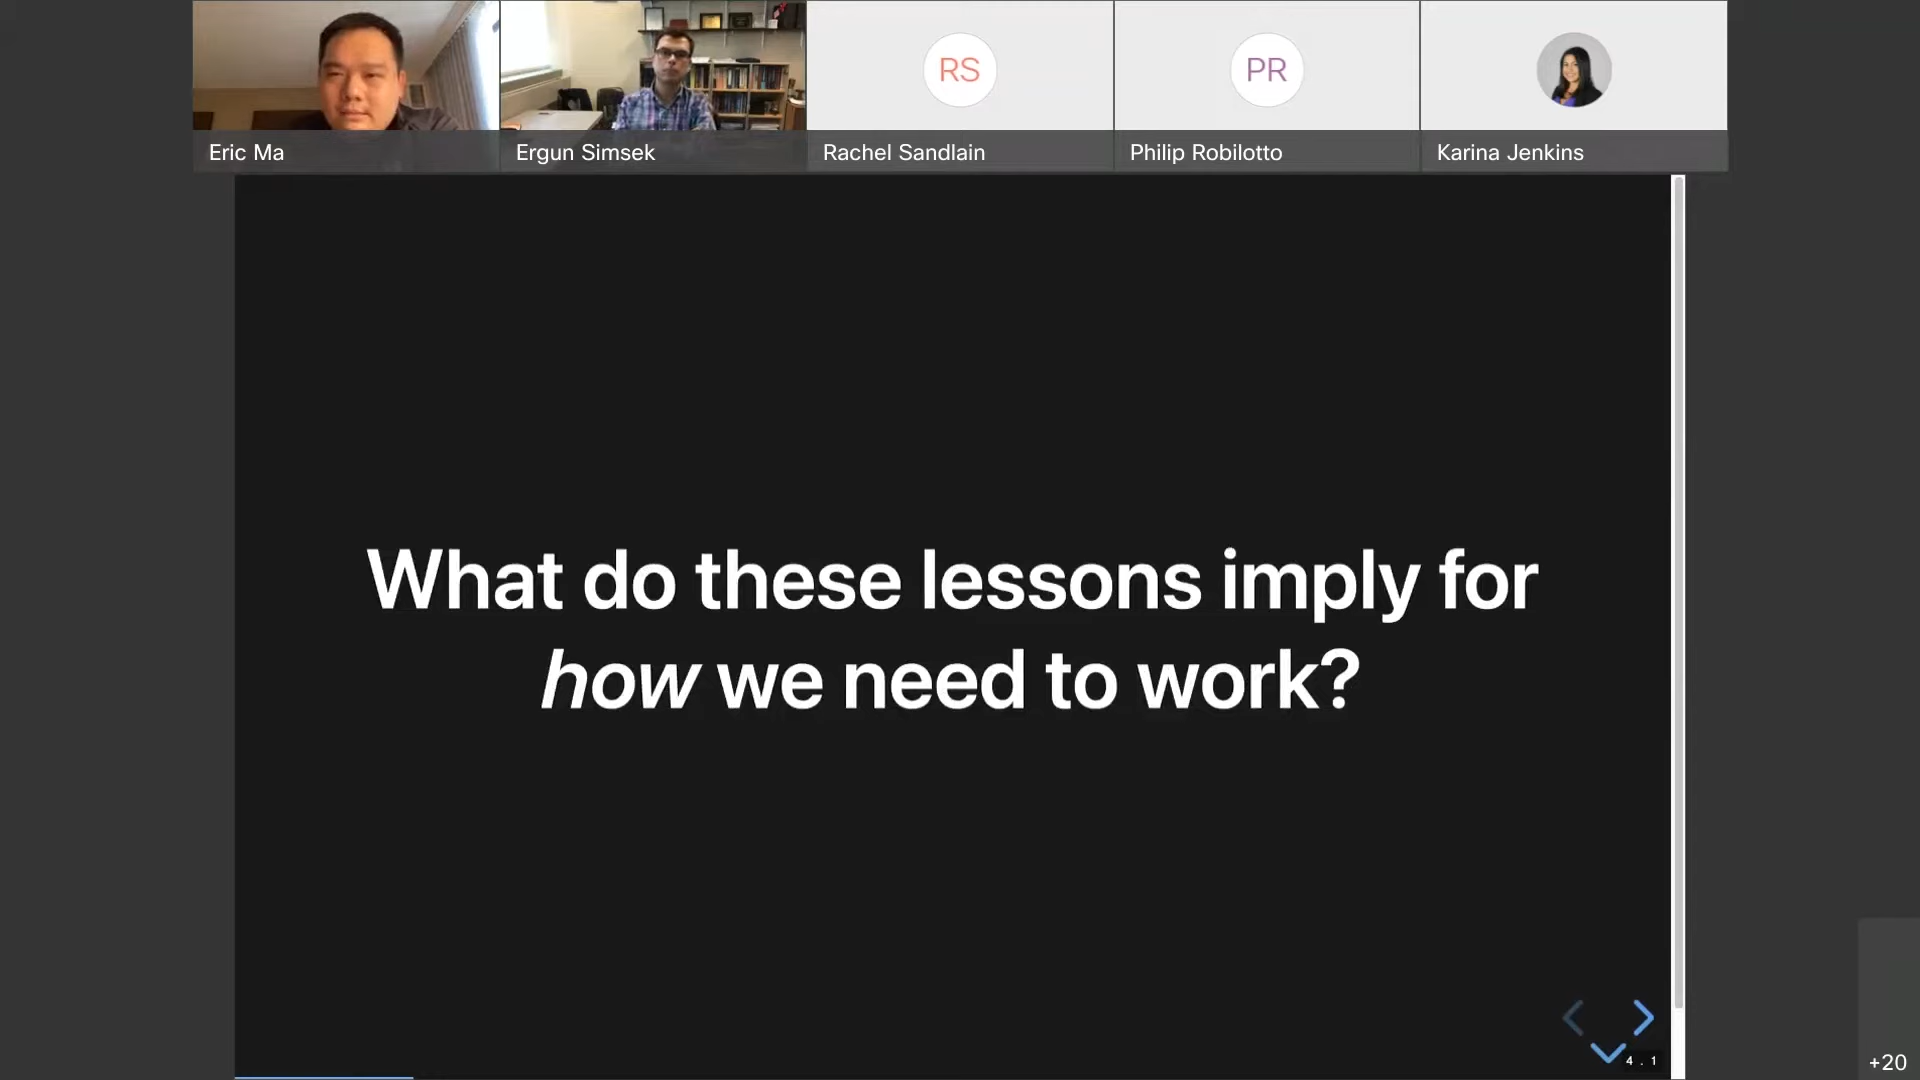 Eric Ma
Ergun Simsek
RS
Rachel Sandlain
PR
Philip Robilotto
Karina Jenkins
What do these lessons imply for
how we need to work?
4 . 1
+20